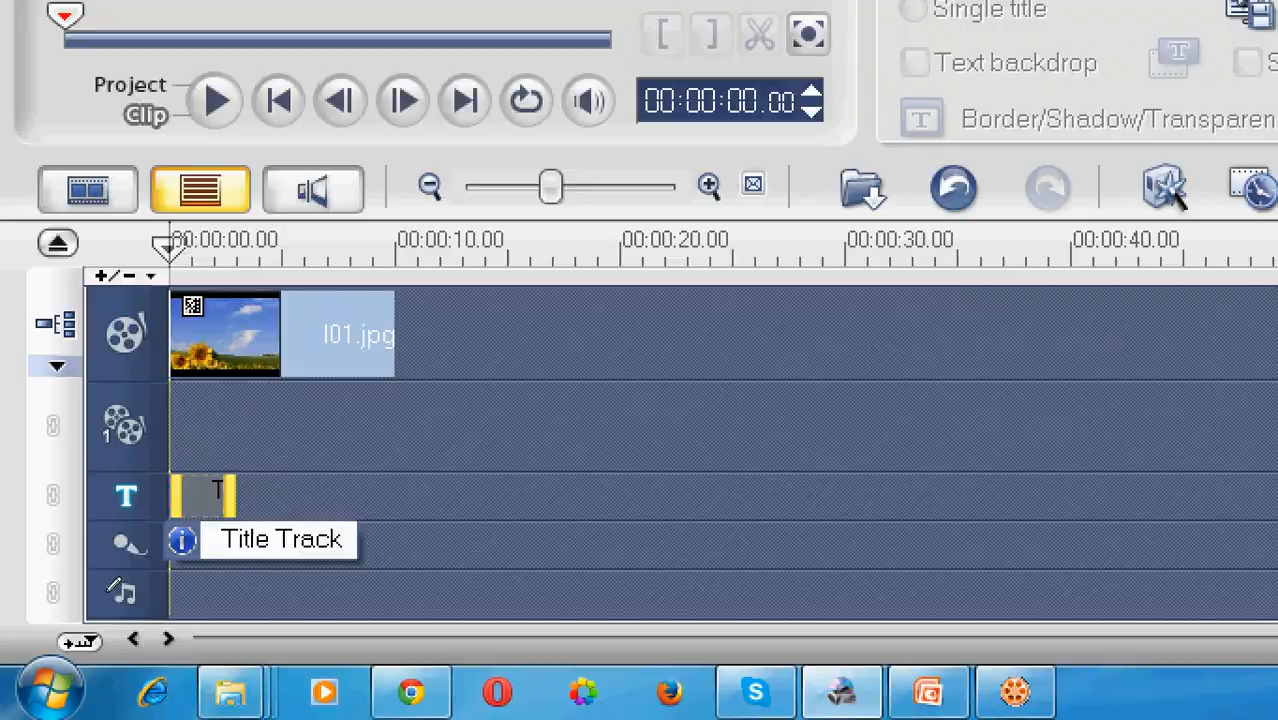 Single title
[ ]
Project
Clip
00:00:00.00
Text backdrop
T
S
T
Border/Shadow/Transparen
00:00:00.00
00:00:10.00
00:00:20.00
00:00:30.00
00:00:40.00
+/-
I01.jpg
1
T
T
i
Title Track